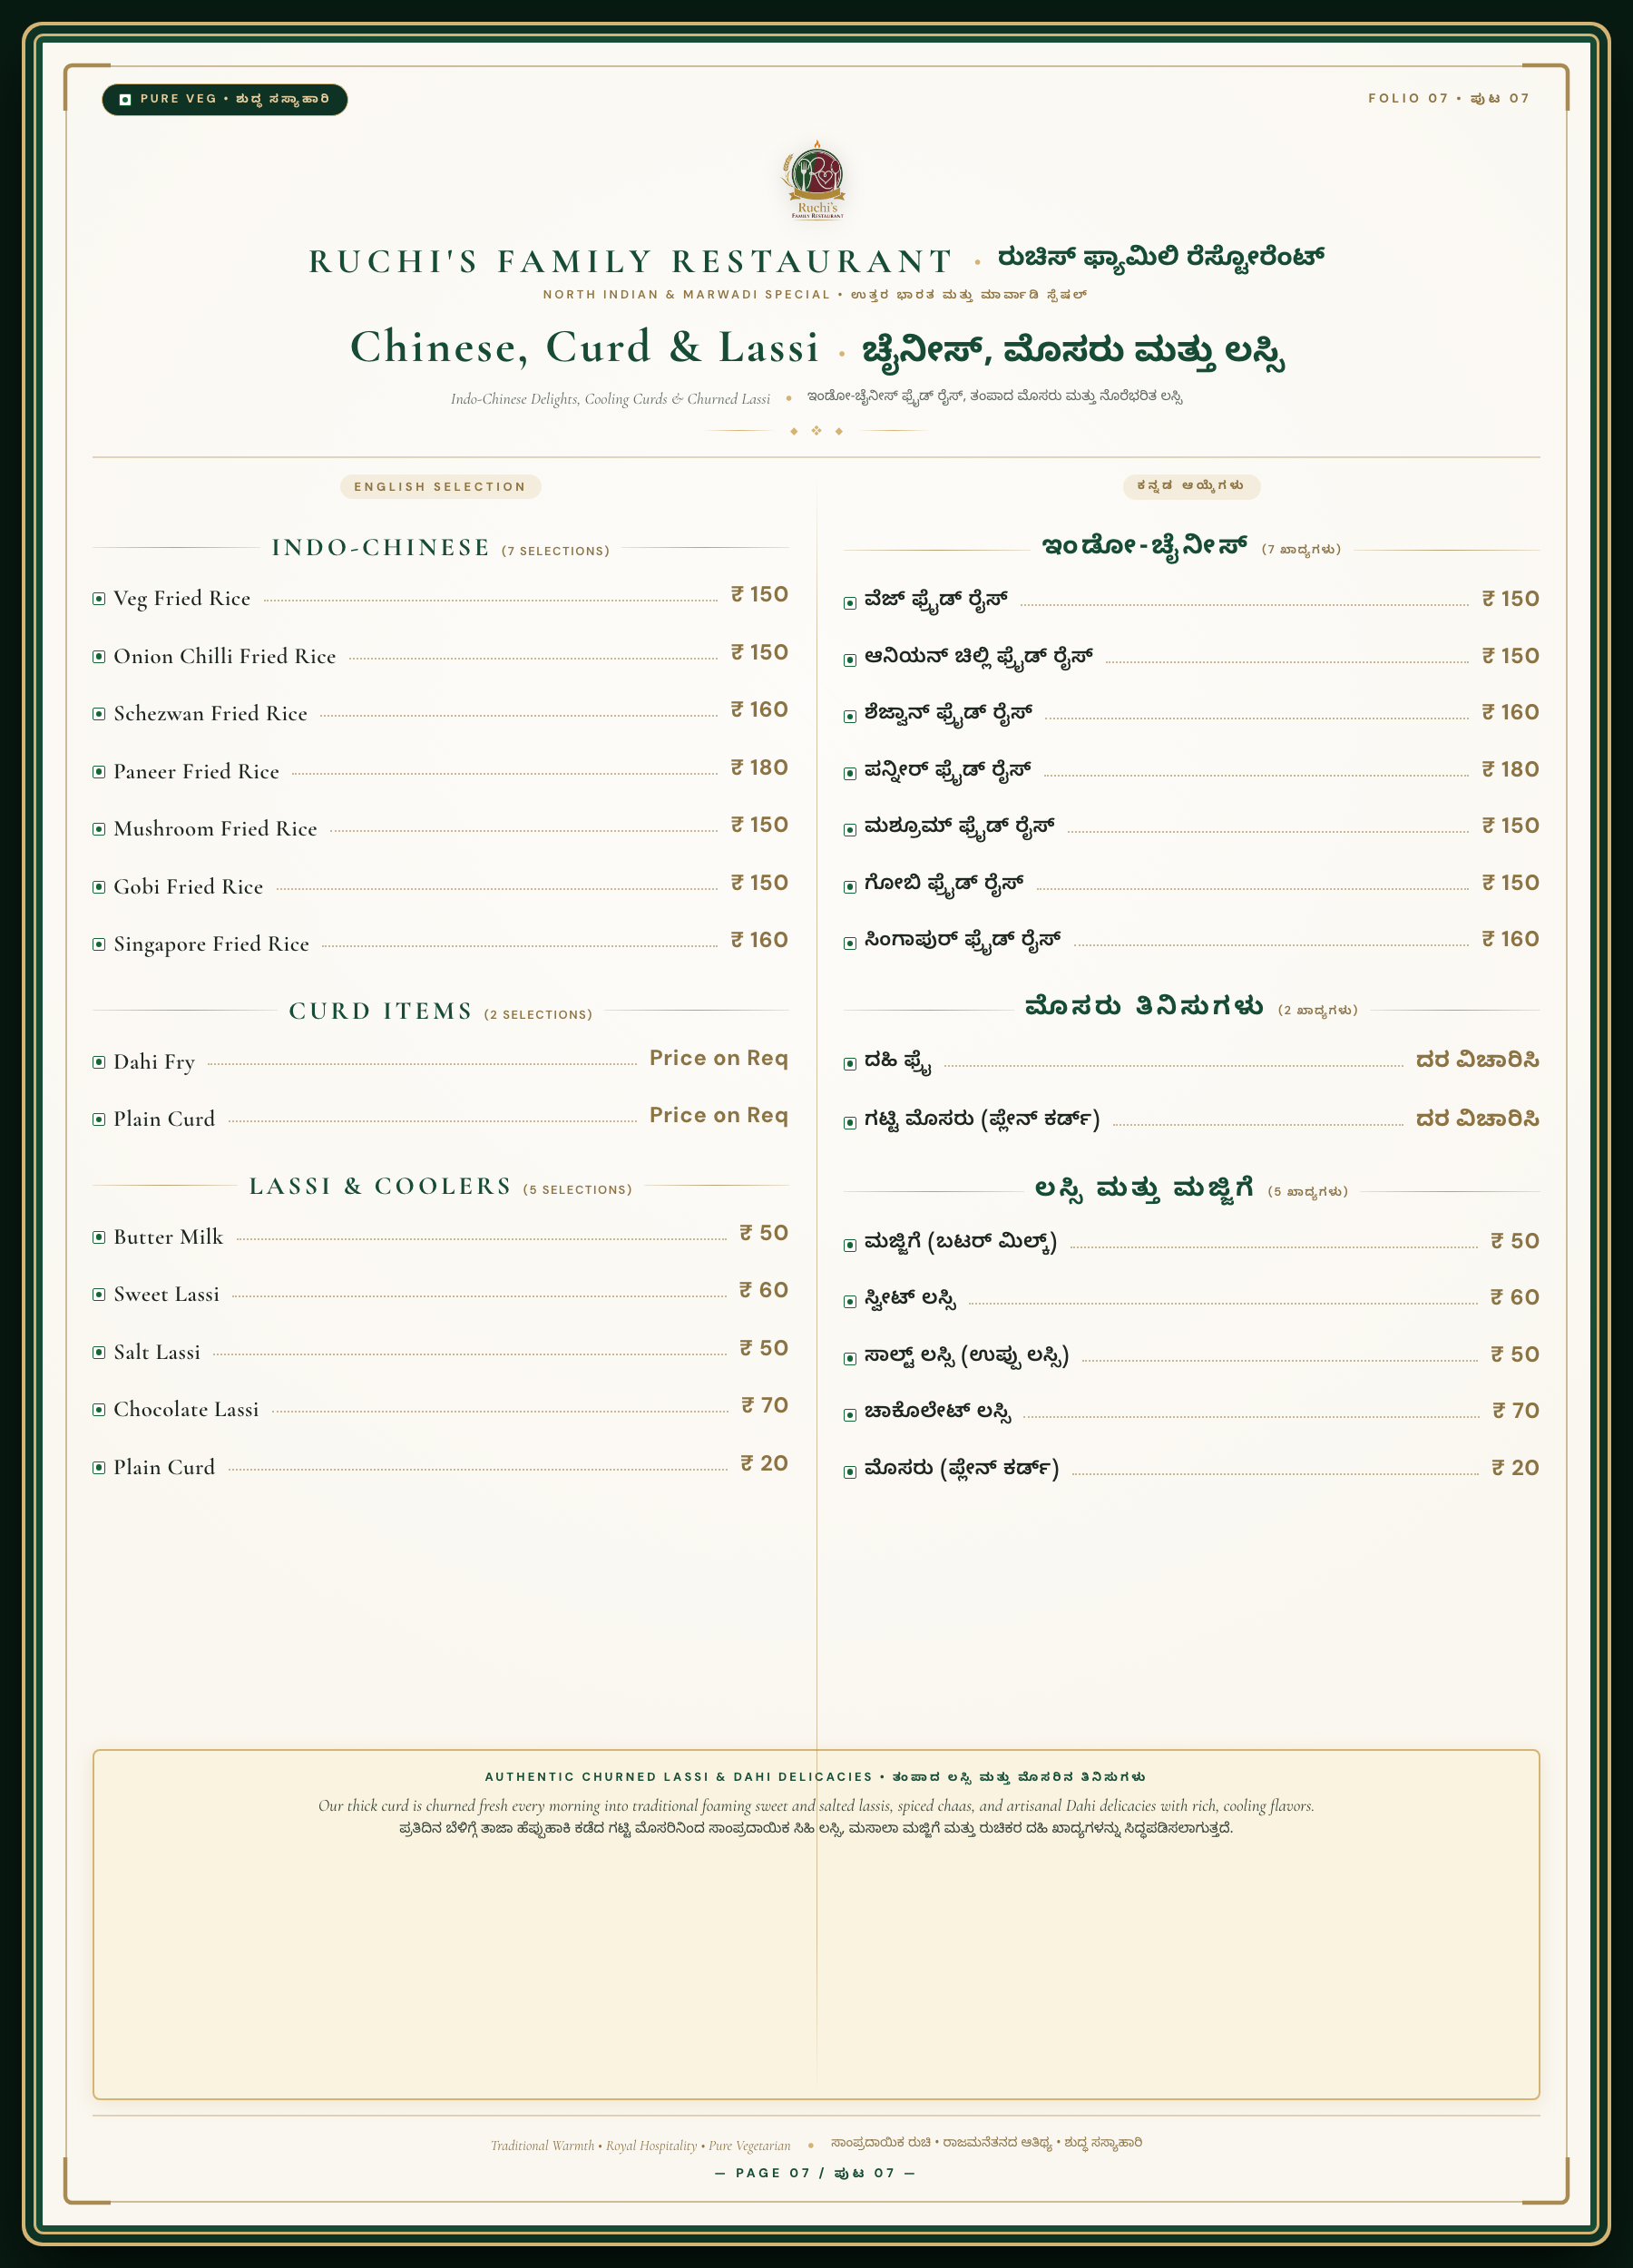 PURE VEG • ಶುದ್ಧ ಸಸ್ಯಾಹಾರಿ
FOLIO 07 • ಪುಟ 07
Ruchi's
FAMILY RESTAURANT
RUCHI'S FAMILY RESTAURANT • ರುಚಿಸ್ ಫ್ಯಾಮಿಲಿ ರೆಸ್ಟೋರೆಂಟ್
NORTH INDIAN & MARWADI SPECIAL • ಉತ್ತರ ಭಾರತ ಮತ್ತು ಮಾರ್ವಾಡಿ ಸ್ಪೆಷಲ್
Chinese, Curd & Lassi • ಚೈನೀಸ್, ಮೊಸರು ಮತ್ತು ಲಸ್ಸಿ
Indo-Chinese Delights, Cooling Curds & Churned Lassi • ಇಂಡೋ-ಚೈನೀಸ್ ಫ್ರೈಡ್ ರೈಸ್, ತಂಪಾದ ಮೊಸರು ಮತ್ತು ನೊರೆಭರಿತ ಲಸ್ಸಿ
ENGLISH SELECTION
INDO-CHINESE (7 SELECTIONS)
Veg Fried Rice ₹ 150
Onion Chilli Fried Rice ₹ 150
Schezwan Fried Rice ₹ 160
Paneer Fried Rice ₹ 180
Mushroom Fried Rice ₹ 150
Gobi Fried Rice ₹ 150
Singapore Fried Rice ₹ 160
CURD ITEMS (2 SELECTIONS)
Dahi Fry Price on Req
Plain Curd Price on Req
LASSI & COOLERS (5 SELECTIONS)
Butter Milk ₹ 50
Sweet Lassi ₹ 60
Salt Lassi ₹ 50
Chocolate Lassi ₹ 70
Plain Curd ₹ 20
ಕನ್ನಡ ಆಯ್ಕೆಗಳು
ಇಂಡೋ-ಚೈನೀಸ್ (7 ಖಾದ್ಯಗಳು)
ವೆಜ್ ಫ್ರೈಡ್ ರೈಸ್ ₹ 150
ಆನಿಯನ್ ಚಿಲ್ಲಿ ಫ್ರೈಡ್ ರೈಸ್ ₹ 150
ಶೆಜ್ವಾನ್ ಫ್ರೈಡ್ ರೈಸ್ ₹ 160
ಪನ್ನೀರ್ ಫ್ರೈಡ್ ರೈಸ್ ₹ 180
ಮಶ್ರೂಮ್ ಫ್ರೈಡ್ ರೈಸ್ ₹ 150
ಗೋಬಿ ಫ್ರೈಡ್ ರೈಸ್ ₹ 150
ಸಿಂಗಾಪುರ್ ಫ್ರೈಡ್ ರೈಸ್ ₹ 160
ಮೊಸರು ತಿನಿಸುಗಳು (2 ಖಾದ್ಯಗಳು)
ದಹಿ ಫ್ರೈ ದರ ವಿಚಾರಿಸಿ
ಗಟ್ಟಿ ಮೊಸರು (ಪ್ಲೇನ್ ಕರ್ಡ್) ದರ ವಿಚಾರಿಸಿ
ಲಸ್ಸಿ ಮತ್ತು ಮಜ್ಜಿಗೆ (5 ಖಾದ್ಯಗಳು)
ಮಜ್ಜಿಗೆ (ಬಟರ್ ಮಿಲ್ಕ್) ₹ 50
ಸ್ವೀಟ್ ಲಸ್ಸಿ ₹ 60
ಸಾಲ್ಟ್ ಲಸ್ಸಿ (ಉಪ್ಪು ಲಸ್ಸಿ) ₹ 50
ಚಾಕೊಲೇಟ್ ಲಸ್ಸಿ ₹ 70
ಮೊಸರು (ಪ್ಲೇನ್ ಕರ್ಡ್) ₹ 20
AUTHENTIC CHURNED LASSI & DAHI DELICACIES • ತಂಪಾದ ಲಸ್ಸಿ ಮತ್ತು ಮೊಸರಿನ ತಿನಿಸುಗಳು
Our thick curd is churned fresh every morning into traditional foaming sweet and salted lassis, spiced chaas, and artisanal Dahi delicacies with rich, cooling flavors.
ಪ್ರತಿದಿನ ಬೆಳಿಗ್ಗೆ ತಾಜಾ ಹೆಪ್ಪುಹಾಕಿ ಕಡೆದ ಗಟ್ಟಿ ಮೊಸರಿನಿಂದ ಸಾಂಪ್ರದಾಯಿಕ ಸಿಹಿ ಲಸ್ಸಿ, ಮಸಾಲಾ ಮಜ್ಜಿಗೆ ಮತ್ತು ರುಚಿಕರ ದಹಿ ಖಾದ್ಯಗಳನ್ನು ಸಿದ್ಧಪಡಿಸಲಾಗುತ್ತದೆ.
Traditional Warmth • Royal Hospitality • Pure Vegetarian • ಸಾಂಪ್ರದಾಯಿಕ ರುಚಿ • ರಾಜಮನೆತನದ ಆತಿಥ್ಯ • ಶುದ್ಧ ಸಸ್ಯಾಹಾರಿ
— PAGE 07 / ಪುಟ 07 —